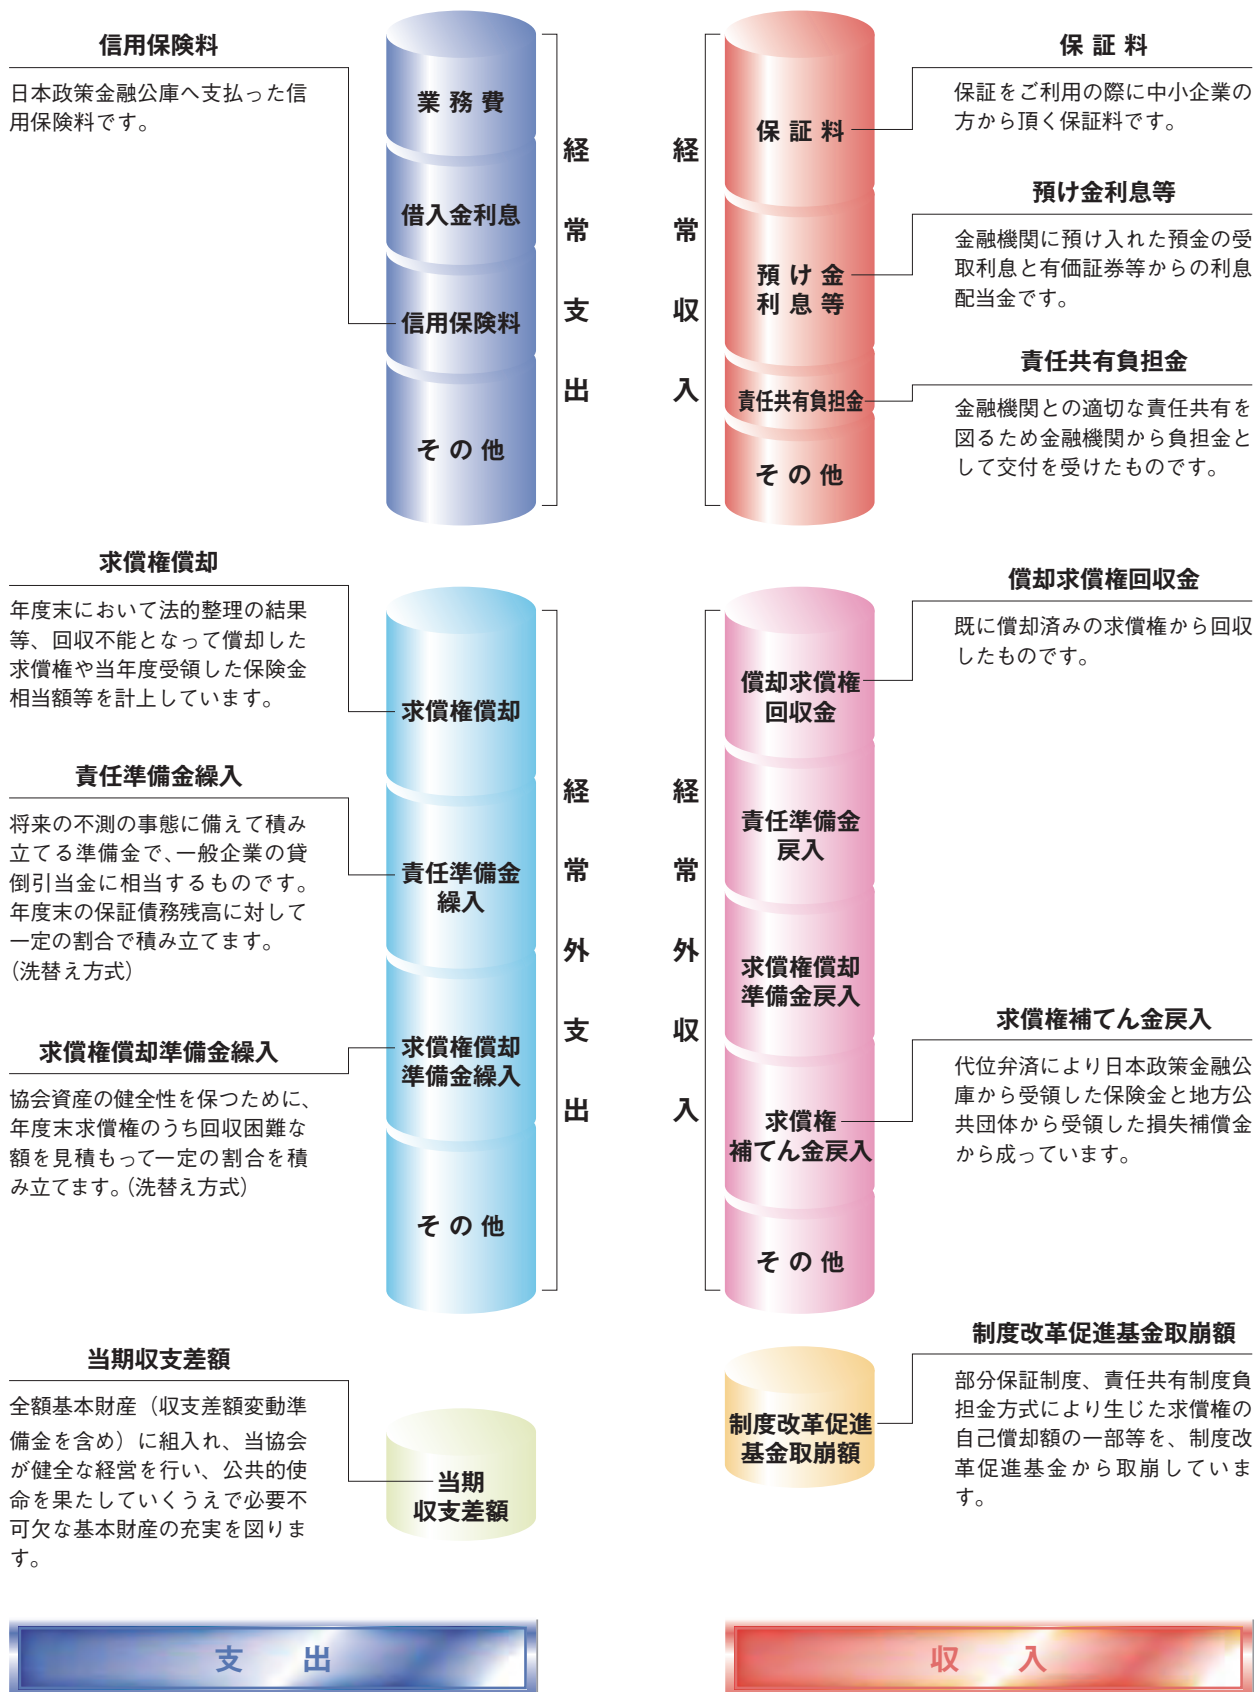 信用保険料
日本政策金融公庫へ支払った信
用保険料です。
業務費
借入金利息
信用保険料
その他
経常支出
経常収入
保証料
預け金
利息等
責任共有負担金
その他
保証料
保証をご利用の際に中小企業の
方から頂く保証料です。
預け金利息等
金融機関に預け入れた預金の受
取利息と有価証券等からの利息
配当金です。
責任共有負担金
金融機関との適切な責任共有を
図るため金融機関から負担金と
して交付を受けたものです。
求償権償却
年度末において法的整理の結果
等、回収不能となって償却した
求償権や当年度受領した保険金
相当額等を計上しています。
責任準備金繰入
将来の不測の事態に備えて積み
立てる準備金で、一般企業の貸
倒引当金に相当するものです。
年度末の保証債務残高に対して
一定の割合で積み立てます。
(洗替え方式)
求償権償却準備金繰入
協会資産の健全性を保つために、
年度末求償権のうち回収困難な
額を見積もって一定の割合を積
み立てます。(洗替え方式)
求償権償却
責任準備金
繰入
求償権償却
準備金繰入
その他
経常外支出
経常外収入
償却求償権
回収金
責任準備金
戻入
求償権償却
準備金戻入
求償権
補てん金戻入
その他
償却求償権回収金
既に償却済みの求償権から回収
したものです。
求償権補てん金戻入
代位弁済により日本政策金融公
庫から受領した保険金と地方公
共団体から受領した損失補償金
から成っています。
当期収支差額
全額基本財産（収支差額変動準
備金を含め）に組入れ、当協会
が健全な経営を行い、公共的使
命を果たしていくうえで必要不
可欠な基本財産の充実を図りま
す。
当期
収支差額
制度改革促進
基金取崩額
制度改革促進基金取崩額
部分保証制度、責任共有制度負
担金方式により生じた求償権の
自己償却額の一部等を、制度改
革促進基金から取崩していま
す。
支出
収入